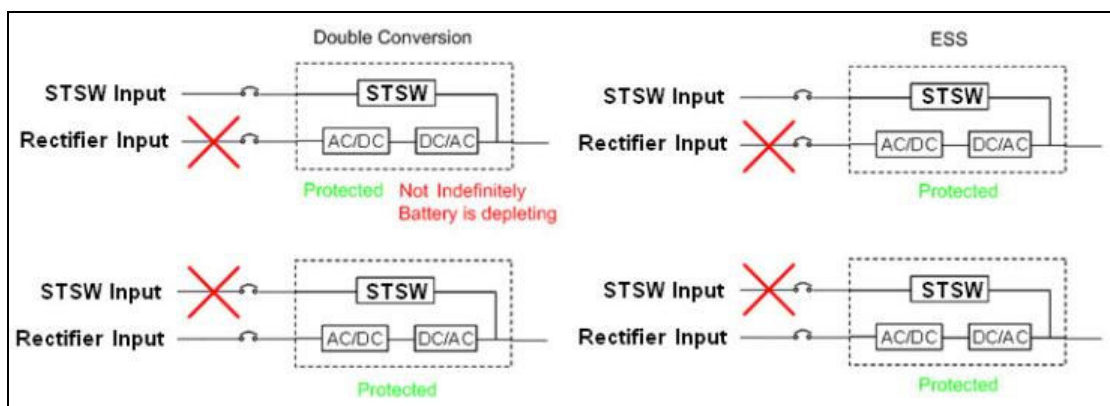 Double Conversion
STSW Input
STSW
Rectifier Input
AC/DC
DC/AC
Protected
Not Indefinitely
Battery is depleting
ESS
STSW Input
STSW
Rectifier Input
AC/DC
DC/AC
Protected
STSW Input
STSW
Rectifier Input
AC/DC
DC/AC
Protected
STSW Input
STSW
Rectifier Input
AC/DC
DC/AC
Protected